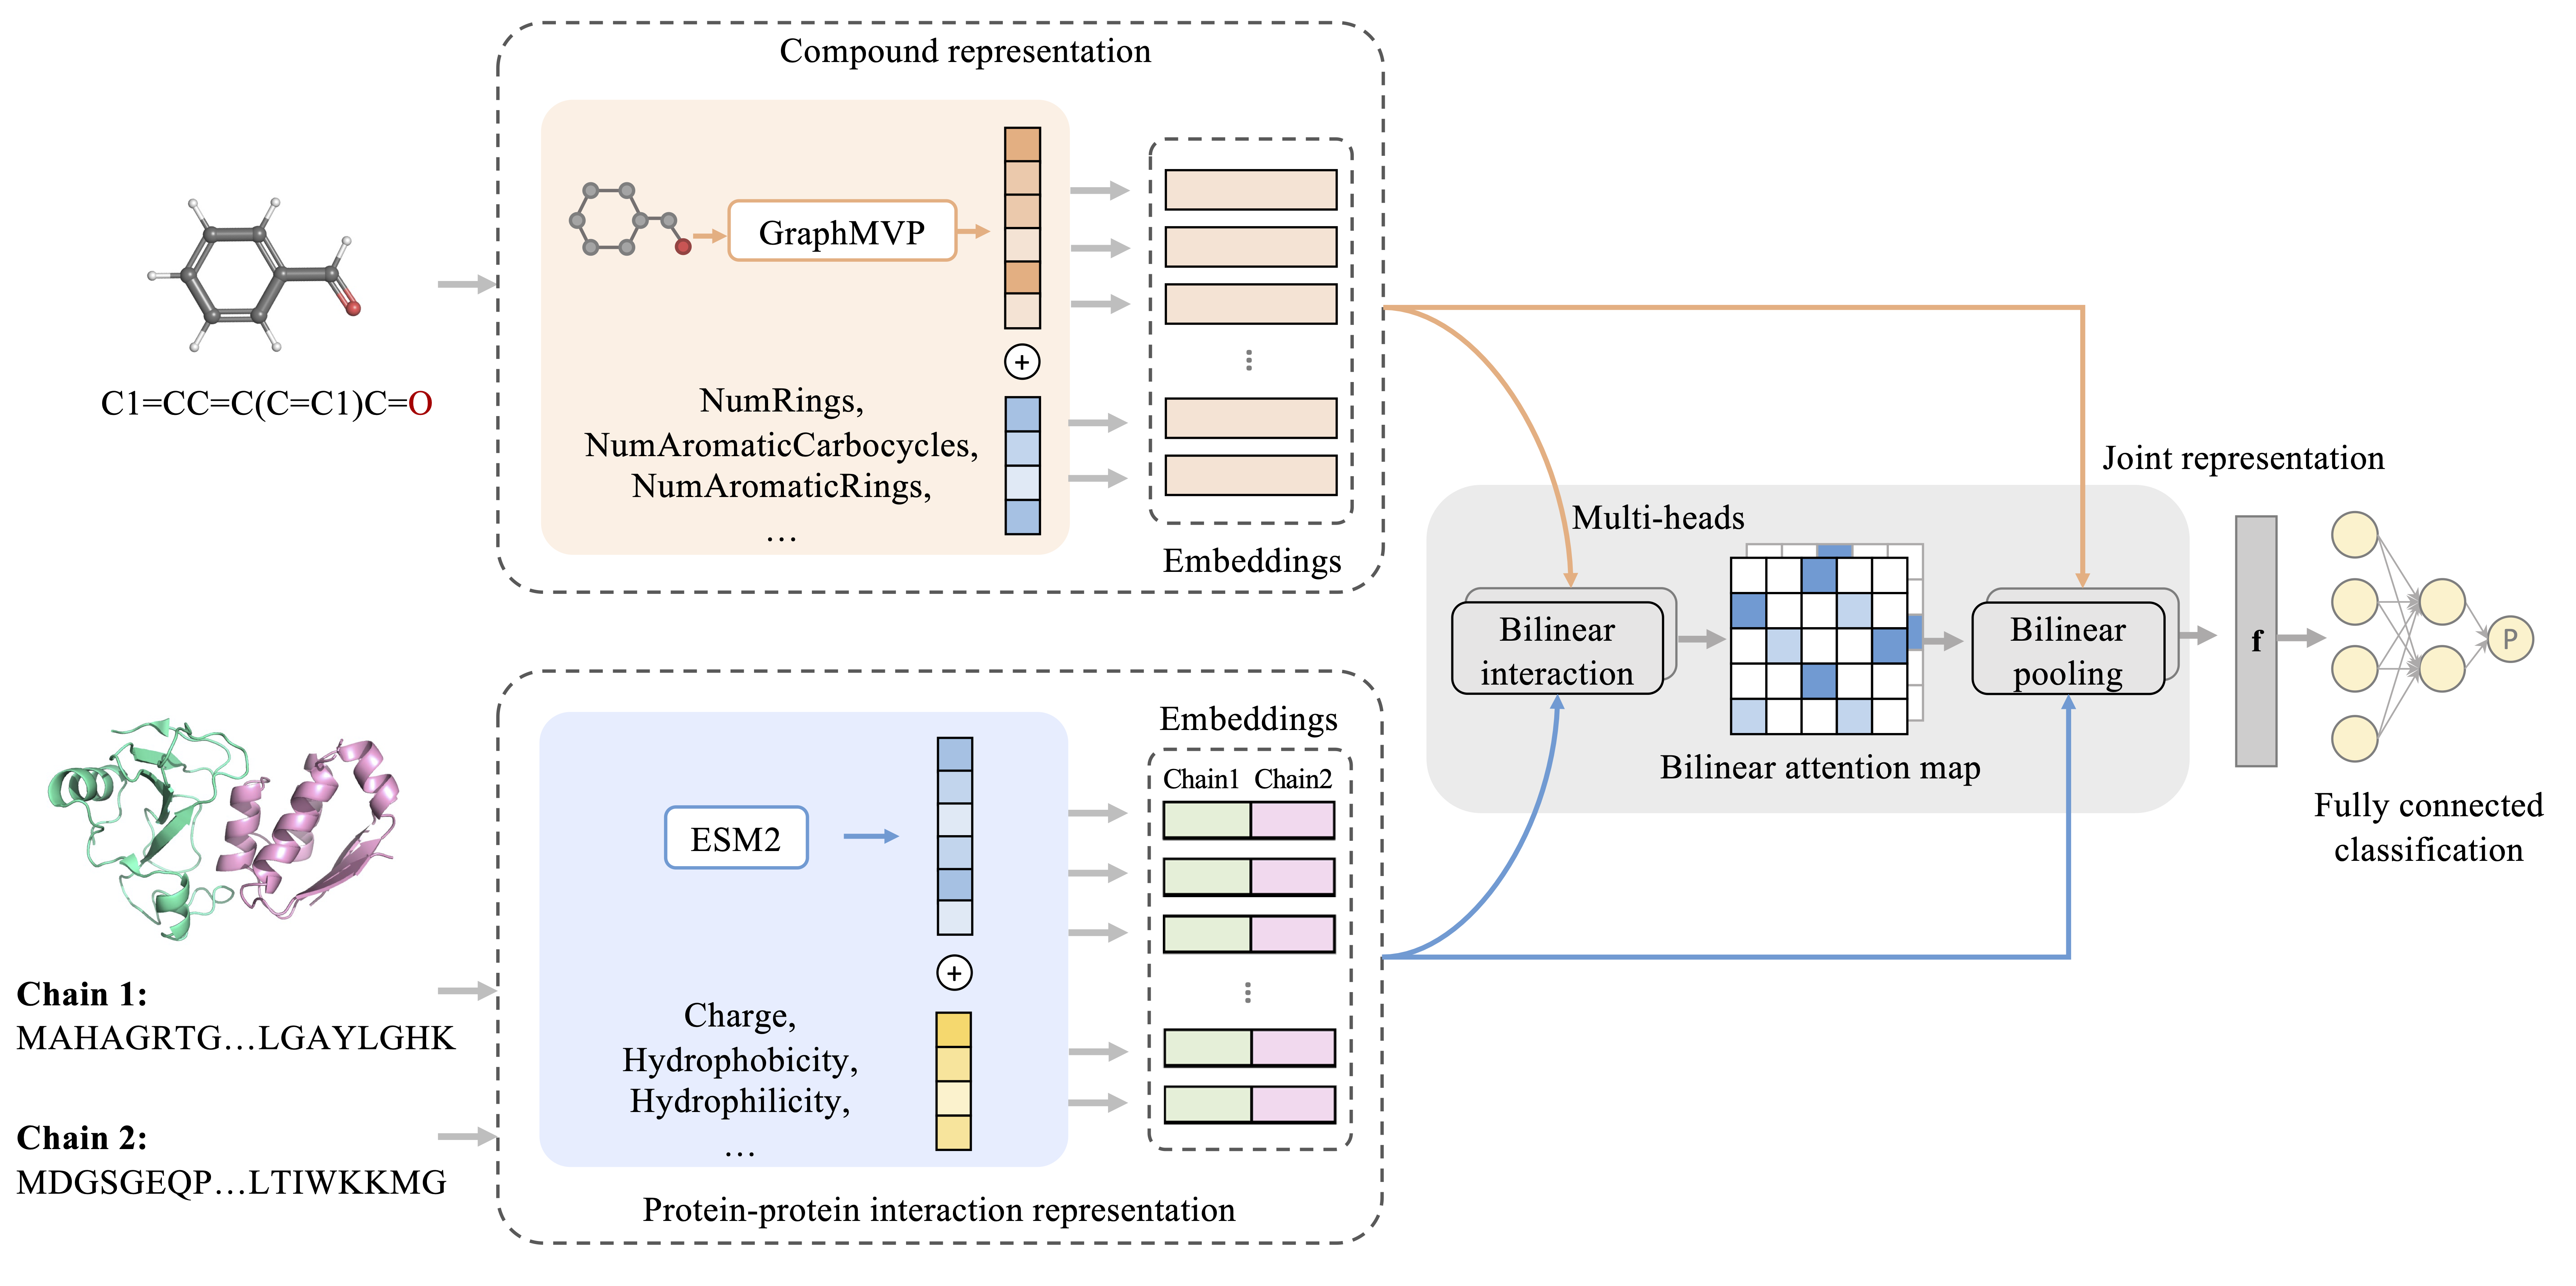 Compound representation
GraphMVP
+
NumRings,
NumAromaticCarbocycles,
NumAromaticRings,
…
Embeddings
C1=CC=C(C=C1)C=O
Chain 1:
MAHAGRTG…LGAYLGHK
Chain 2:
MDGSGEQP…LTIWKKMG
ESM2
+
Charge,
Hydrophobicity,
Hydrophilicity,
…
Embeddings
Chain1 Chain2
Protein-protein interaction representation
Multi-heads
Bilinear
interaction
Bilinear attention map
Bilinear
pooling
Joint representation
f
P
Fully connected
classification